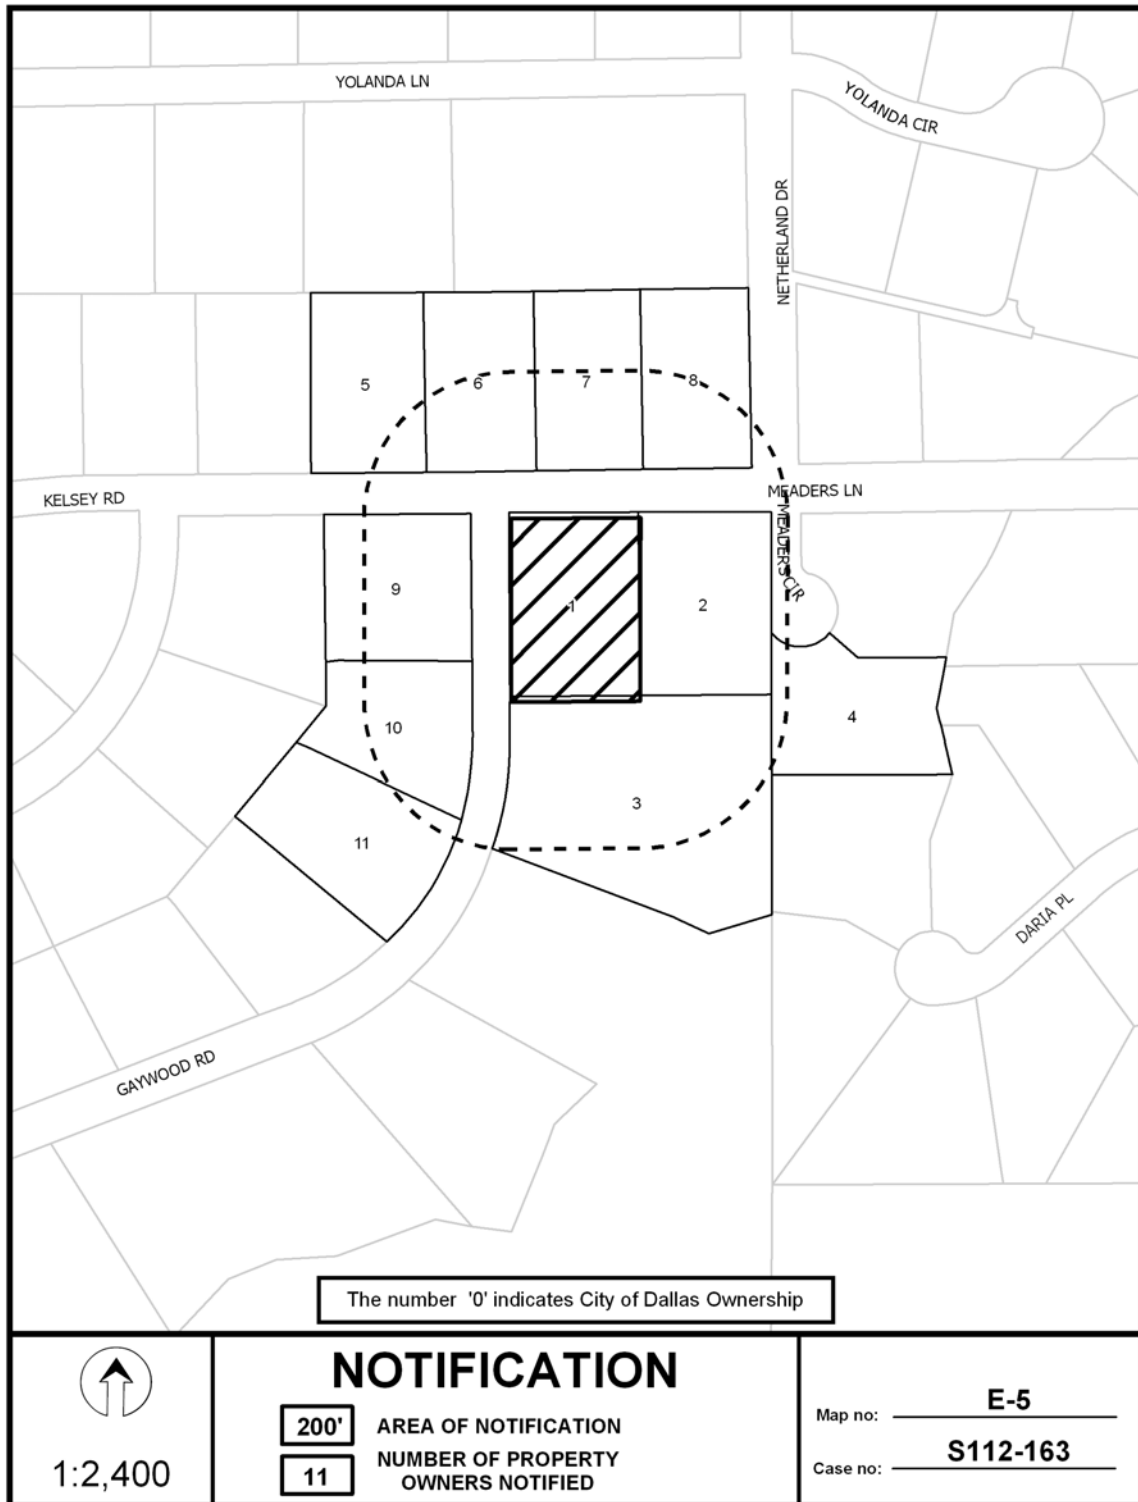 YOLANDA LN
YOLANDA CIR
NETHERLAND DR
5
6
7
8
KELSEY RD
MEADERS LN
MEADERS CIR
9
1
2
10
4
3
11
DARIA PL
GAYWOOD RD
The number '0' indicates City of Dallas Ownership
1:2,400
NOTIFICATION
200' AREA OF NOTIFICATION
11 NUMBER OF PROPERTY
OWNERS NOTIFIED
Map no: E-5
Case no: S112-163